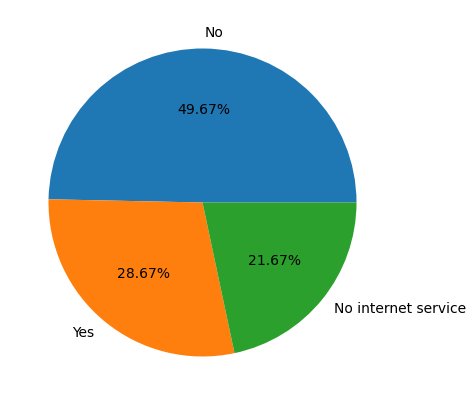 No
49.67%
28.67%
21.67%
No internet service
Yes